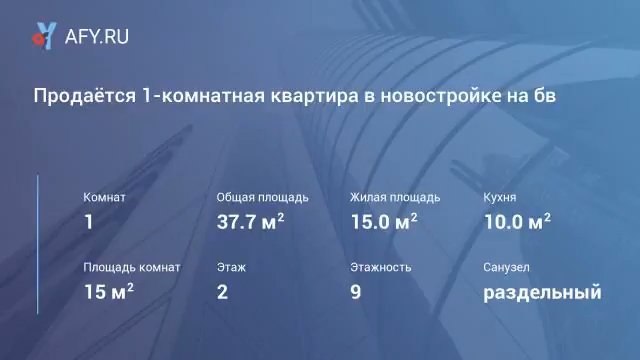 AFY.RU
Продаётся 1-комнатная квартира в новостройке на бв
Комнат
1
Общая площадь
37.7 м²
Жилая площадь
15.0 м²
Кухня
10.0 м²
Площадь комнат
15 м²
Этаж
2
Этажность
9
Санузел
раздельный